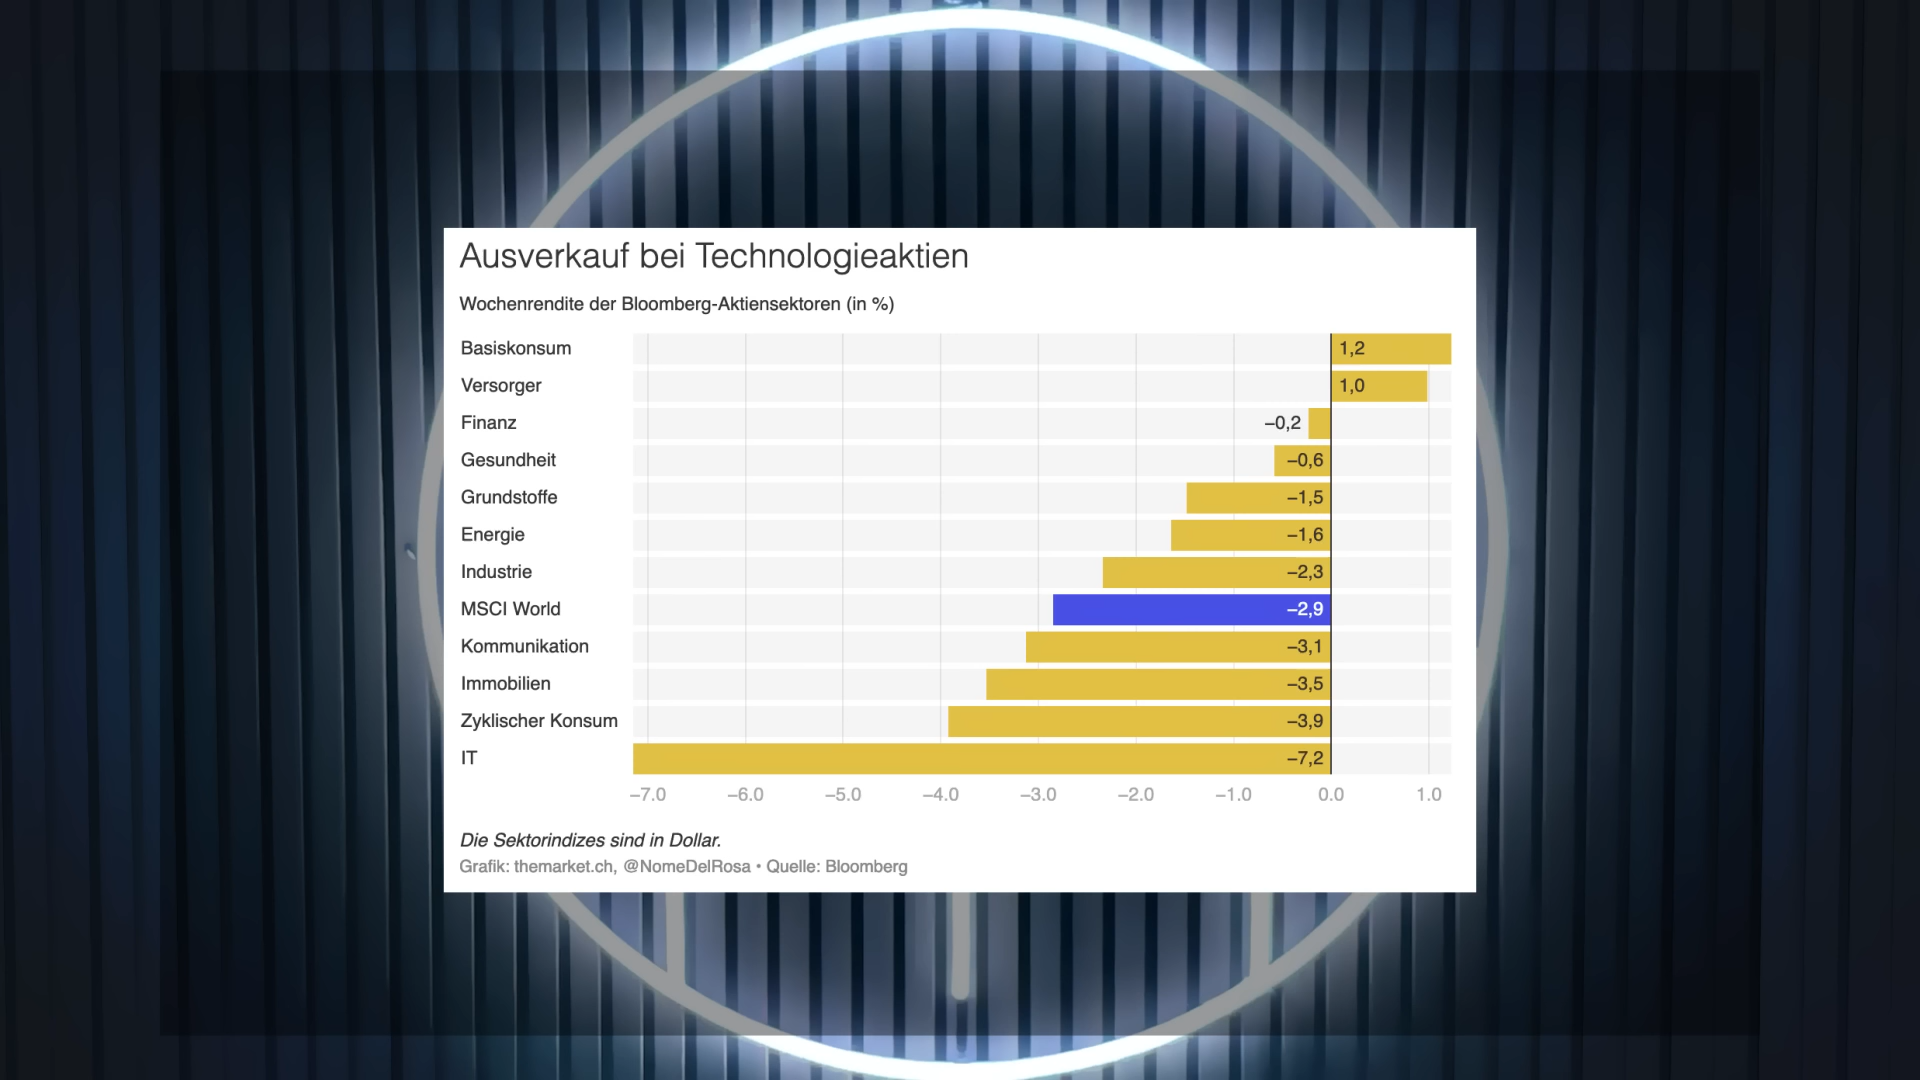 Ausverkauf bei Technologieaktien
Wochenrendite der Bloomberg-Aktiensektoren (in %)
Basiskonsum 1,2
Versorger 1,0
Finanz −0,2
Gesundheit −0,6
Grundstoffe −1,5
Energie −1,6
Industrie −2,3
MSCI World −2,9
Kommunikation −3,1
Immobilien −3,5
Zyklischer Konsum −3,9
IT −7,2
−7.0 −6.0 −5.0 −4.0 −3.0 −2.0 −1.0 0.0 1.0
Die Sektorindizes sind in Dollar.
Grafik: themarket.ch, @NomeDelRosa • Quelle: Bloomberg